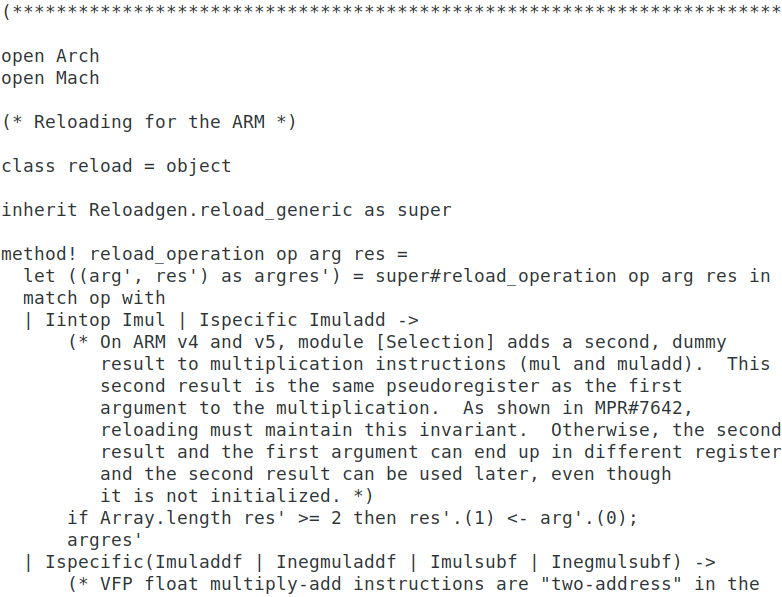 (**********************************************************************

open Arch
open Mach

(* Reloading for the ARM *)

class reload = object

inherit Reloadgen.reload_generic as super

method! reload_operation op arg res =
  let ((arg', res') as argres') = super#reload_operation op arg res in
  match op with
  | Iintop Imul | Ispecific Imuladd ->
      (* On ARM v4 and v5, module [Selection] adds a second, dummy
         result to multiplication instructions (mul and muladd).  This
         second result is the same pseudoregister as the first
         argument to the multiplication.  As shown in MPR#7642,
         reloading must maintain this invariant.  Otherwise, the second
         result and the first argument can end up in different register
         and the second result can be used later, even though
         it is not initialized. *)
      if Array.length res' >= 2 then res'.(1) <- arg'.(0);
      argres'
  | Ispecific(Imuladdf | Inegmuladdf | Imulsubf | Inegmulsubf) ->
      (* VFP float multiply-add instructions are "two-address" in the